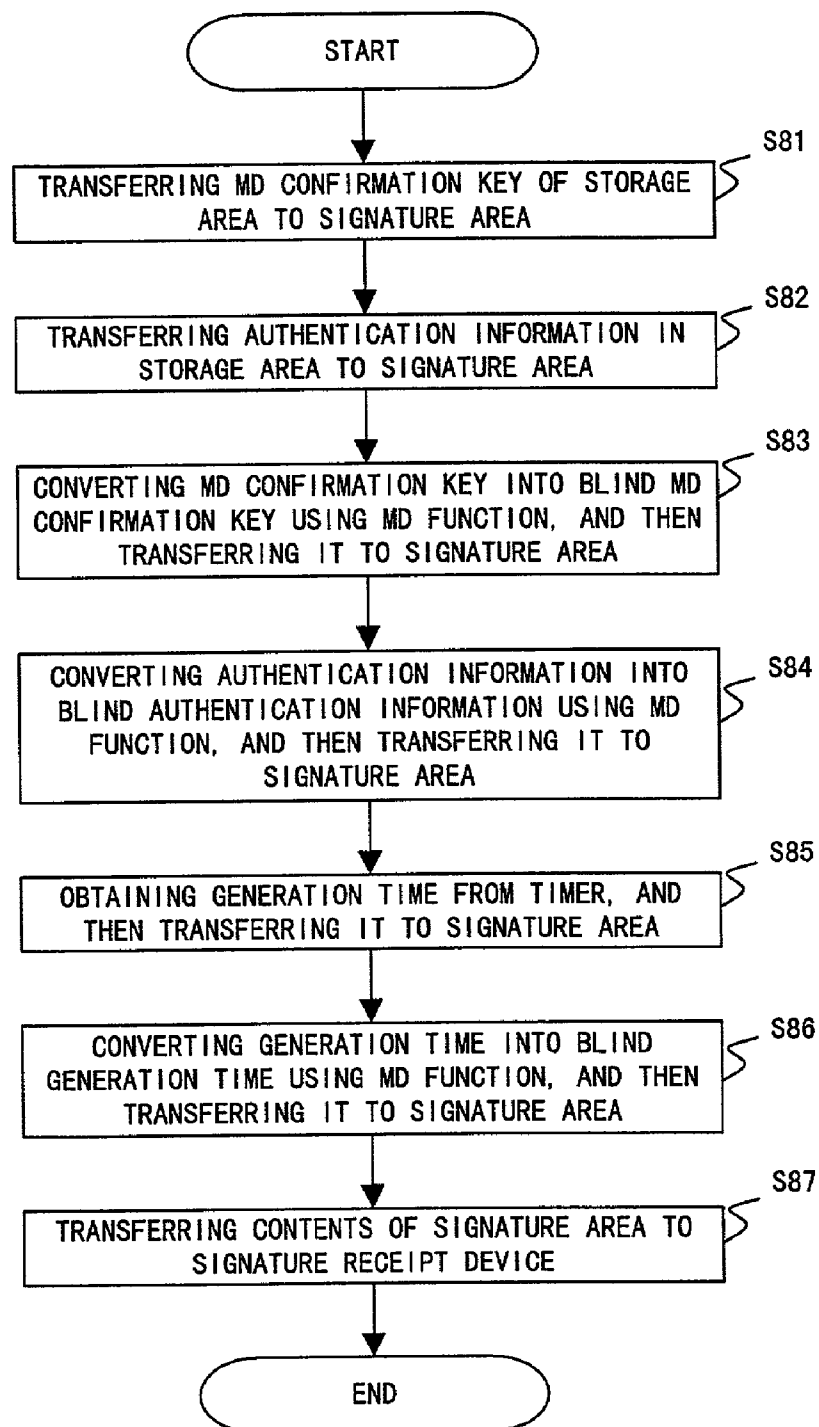 START
S81
TRANSFERRING MD CONFIRMATION KEY OF STORAGE
AREA TO SIGNATURE AREA
S82
TRANSFERRING AUTHENTICATION INFORMATION IN
STORAGE AREA TO SIGNATURE AREA
S83
CONVERTING MD CONFIRMATION KEY INTO BLIND MD
CONFIRMATION KEY USING MD FUNCTION, AND THEN
TRANSFERRING IT TO SIGNATURE AREA
S84
CONVERTING AUTHENTICATION INFORMATION INTO
BLIND AUTHENTICATION INFORMATION USING MD
FUNCTION, AND THEN TRANSFERRING IT TO
SIGNATURE AREA
S85
OBTAINING GENERATION TIME FROM TIMER, AND
THEN TRANSFERRING IT TO SIGNATURE AREA
S86
CONVERTING GENERATION TIME INTO BLIND
GENERATION TIME USING MD FUNCTION, AND THEN
TRANSFERRING IT TO SIGNATURE AREA
S87
TRANSFERRING CONTENTS OF SIGNATURE AREA TO
SIGNATURE RECEIPT DEVICE
END